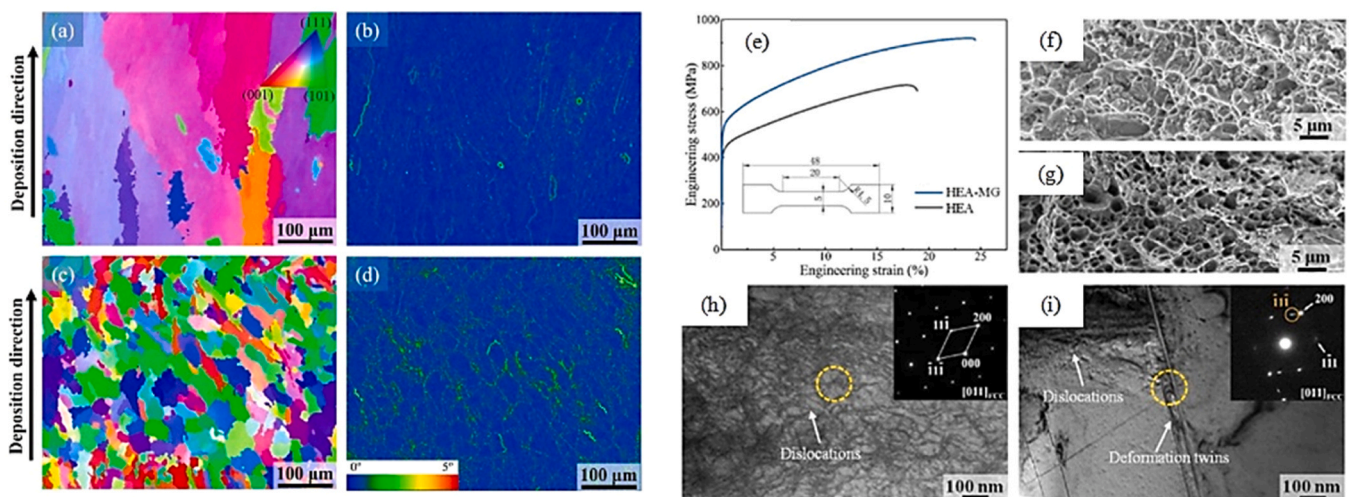 (a)
(111)
(001)
(101)
100 μm
Deposition direction
(b)
100 μm
(c)
100 μm
Deposition direction
(d)
0°
5°
100 μm
(e)
1000
800
600
400
200
0
Engineering stress (MPa)
48
20
5
10
HEA-MG
HEA
5
10
15
20
25
Engineering strain (%)
(f)
5 μm
(g)
5 μm
(h)
200
000
[011]FCC
Dislocations
100 nm
(i)
200
[011]FCC
Dislocations
Deformation twins
100 nm